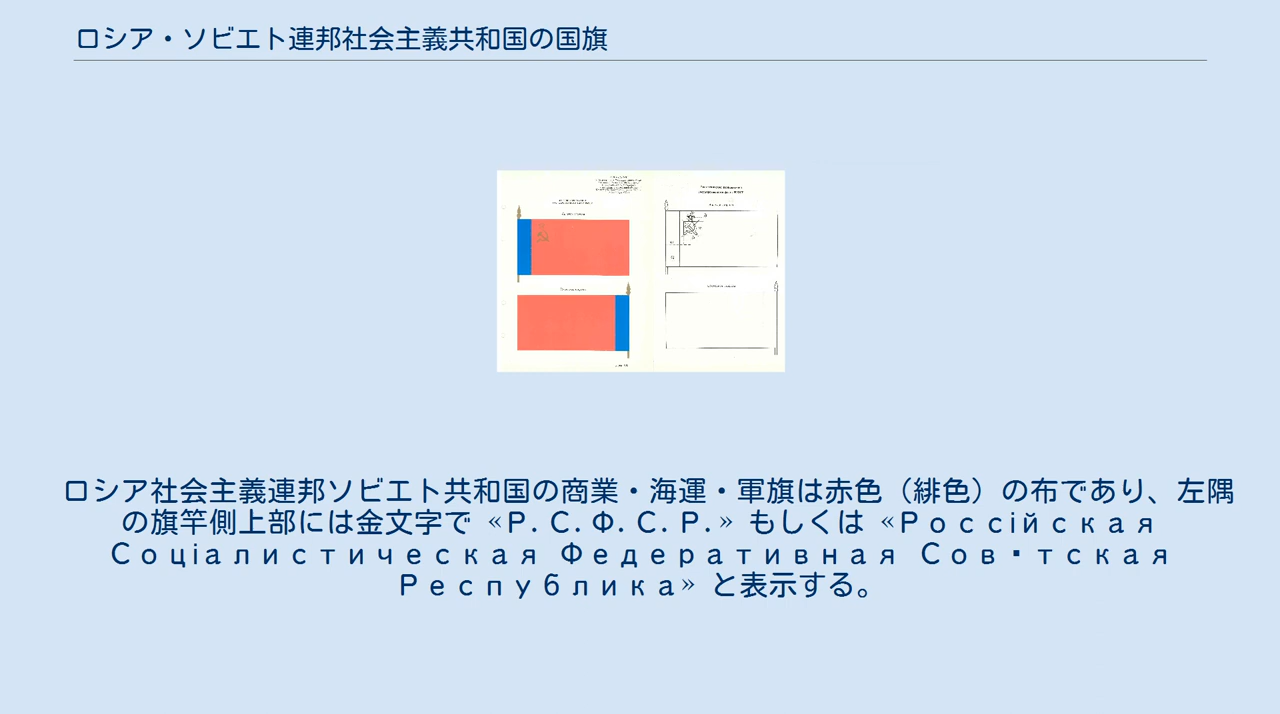 ロシア・ソビエト連邦社会主義共和国の国旗
ロシア社会主義連邦ソビエト共和国の商業・海運・軍旗は赤色（緋色）の布であり、左隅
の旗竿側上部には金文字で «Р. С. Ф. С. Р.» もしくは «Россiйская
Соцiалистическая Федеративная Сов▪тская
Республика» と表示する。